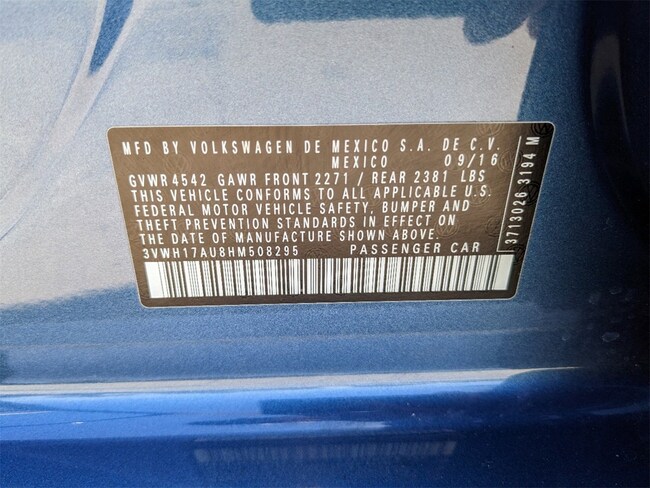 MFD BY VOLKSWAGEN DE MEXICO S.A. DE C.V.
MEXICO 09/16
GVWR 4542 GAWR FRONT 2271 / REAR 2381 LBS
THIS VEHICLE CONFORMS TO ALL APPLICABLE U.S.
FEDERAL MOTOR VEHICLE SAFETY, BUMPER AND
THEFT PREVENTION STANDARDS IN EFFECT ON
THE DATE OF MANUFACTURE SHOWN ABOVE.
3VWH17AU8HM508295 PASSENGER CAR
3713026 3194 M